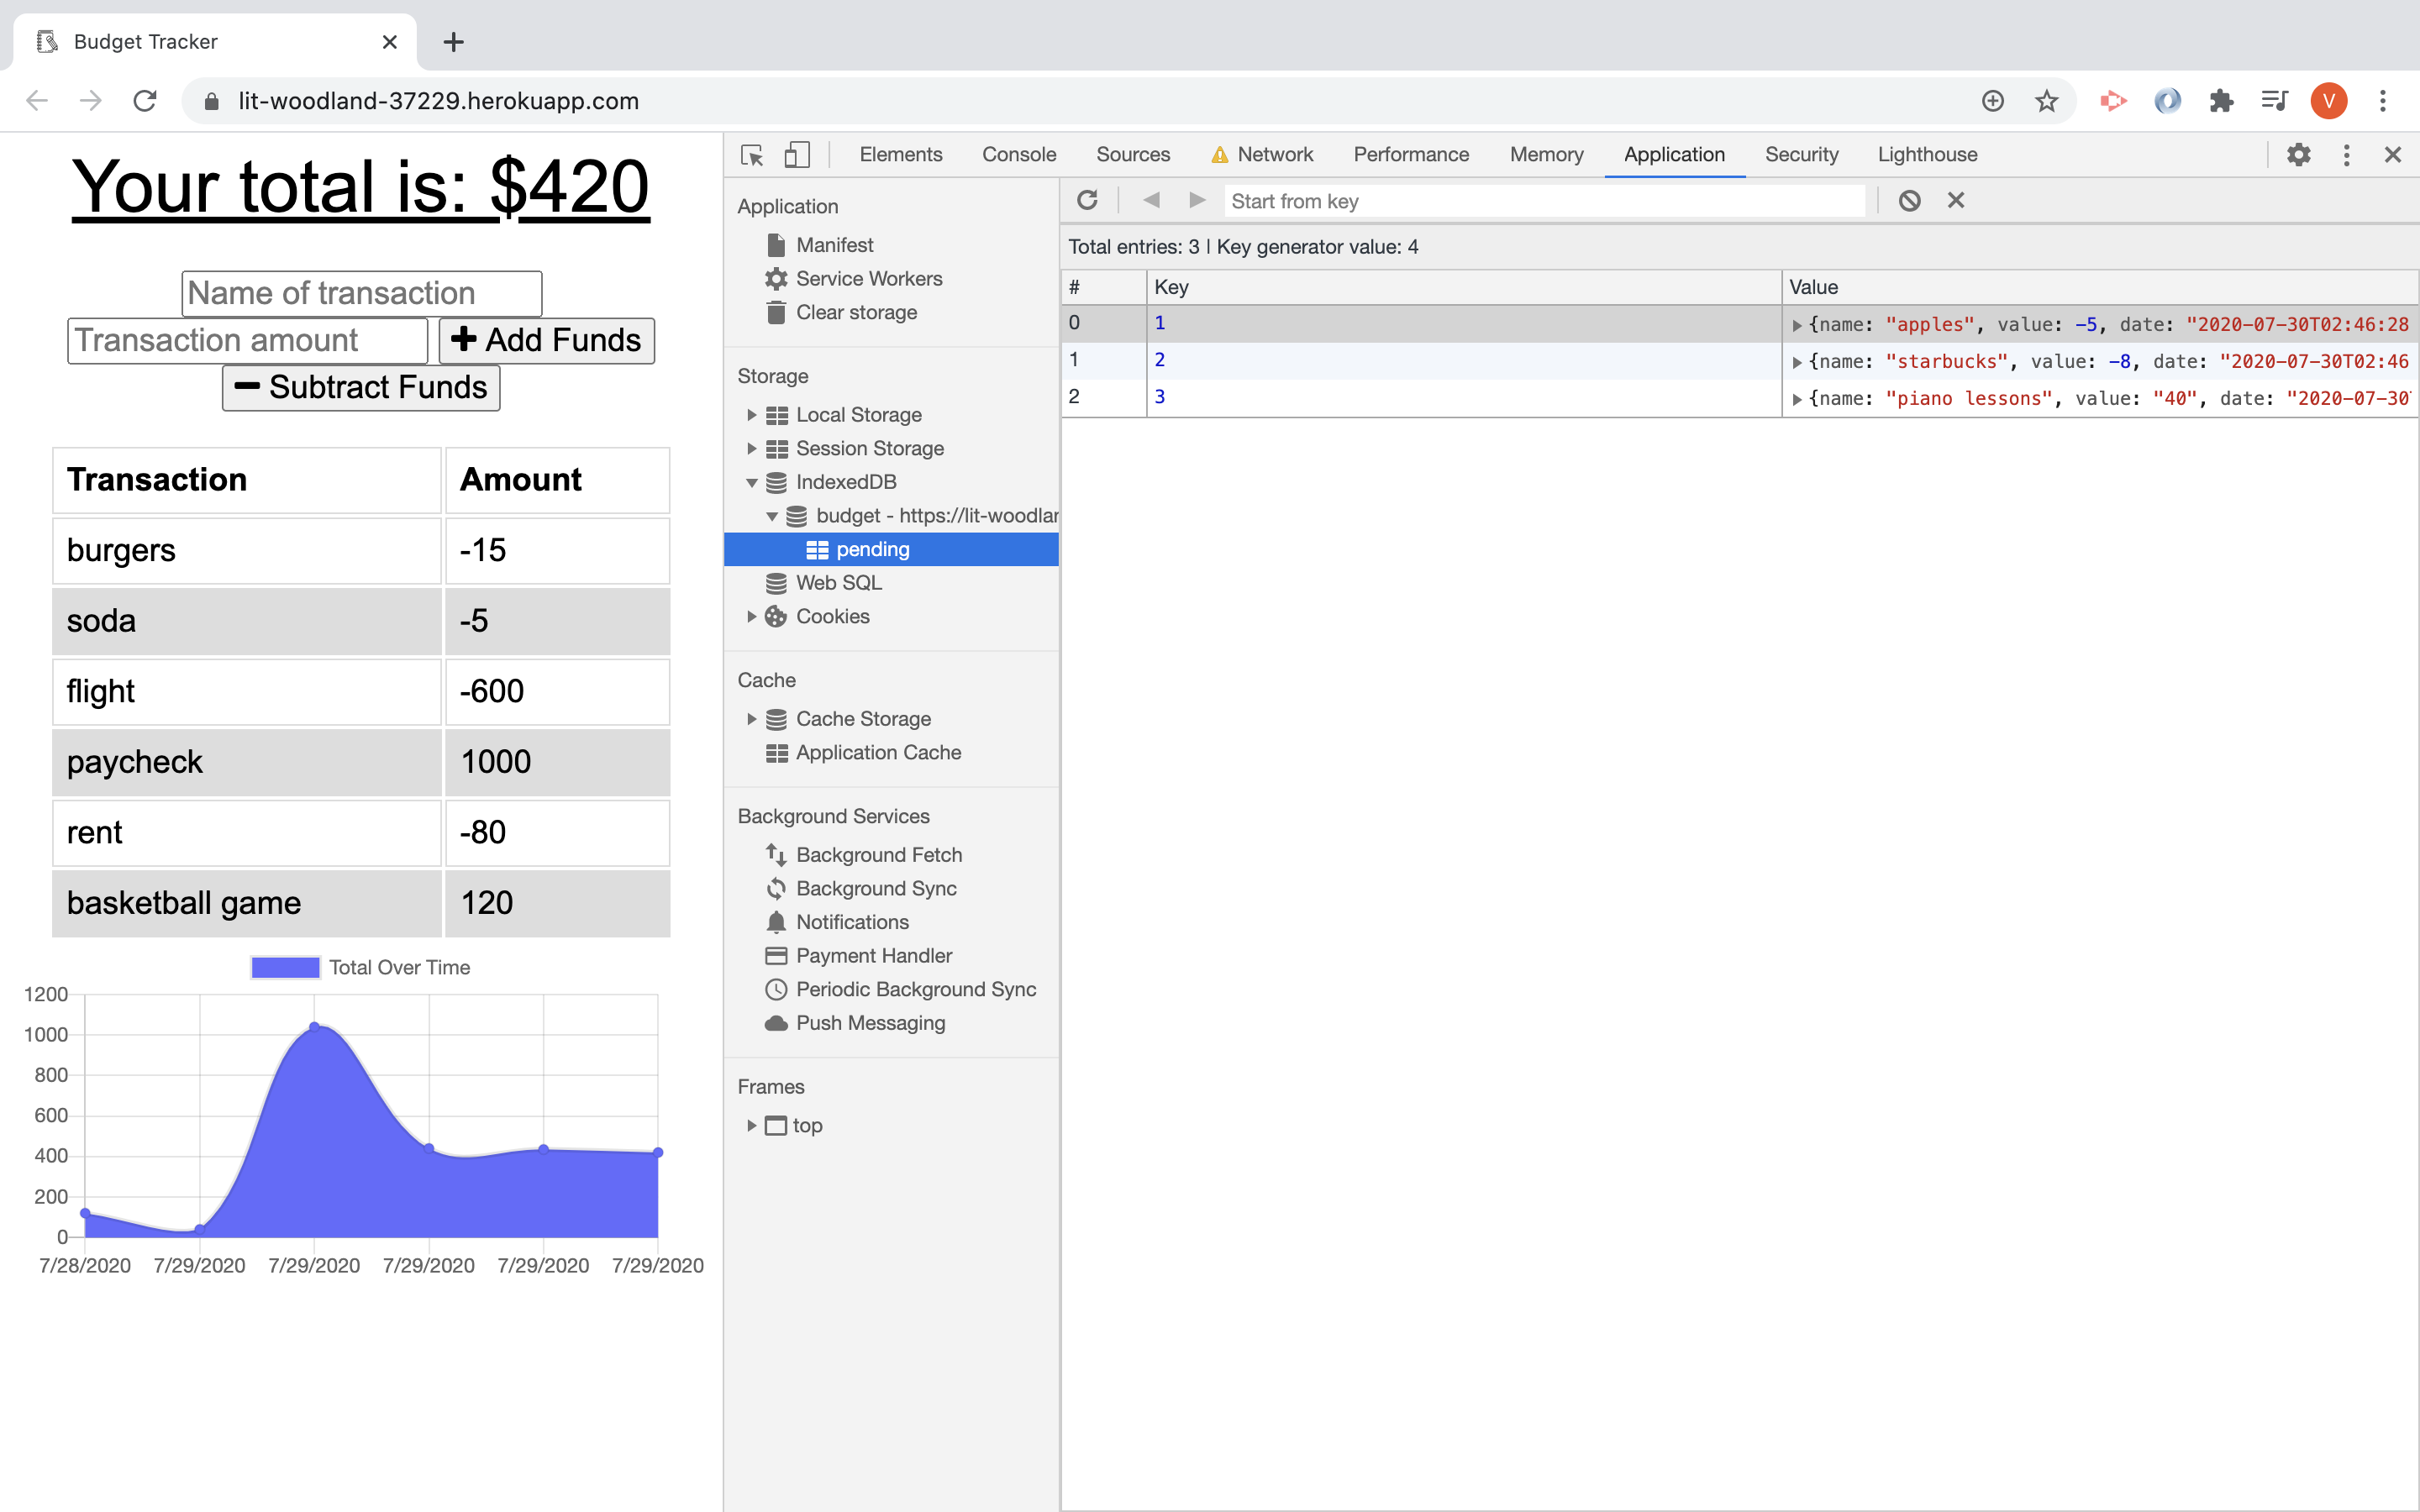 Budget Tracker
lit-woodland-37229.herokuapp.com
V
Your total is: $420
Name of transaction
Transaction amount
Add Funds
Subtract Funds
Transaction Amount
burgers -15
soda -5
flight -600
paycheck 1000
rent -80
basketball game 120
Total Over Time
1200
1000
800
600
400
200
0
7/28/2020 7/29/2020 7/29/2020 7/29/2020 7/29/2020 7/29/2020
Elements Console Sources Network Performance Memory Application Security Lighthouse
Application
Manifest
Service Workers
Clear storage
Storage
Local Storage
Session Storage
IndexedDB
budget - https://lit-woodlan
pending
Web SQL
Cookies
Cache
Cache Storage
Application Cache
Background Services
Background Fetch
Background Sync
Notifications
Payment Handler
Periodic Background Sync
Push Messaging
Frames
top
Start from key
Total entries: 3 | Key generator value: 4
# Key Value
0 1 {name: "apples", value: -5, date: "2020-07-30T02:46:28
1 2 {name: "starbucks", value: -8, date: "2020-07-30T02:46
2 3 {name: "piano lessons", value: "40", date: "2020-07-30